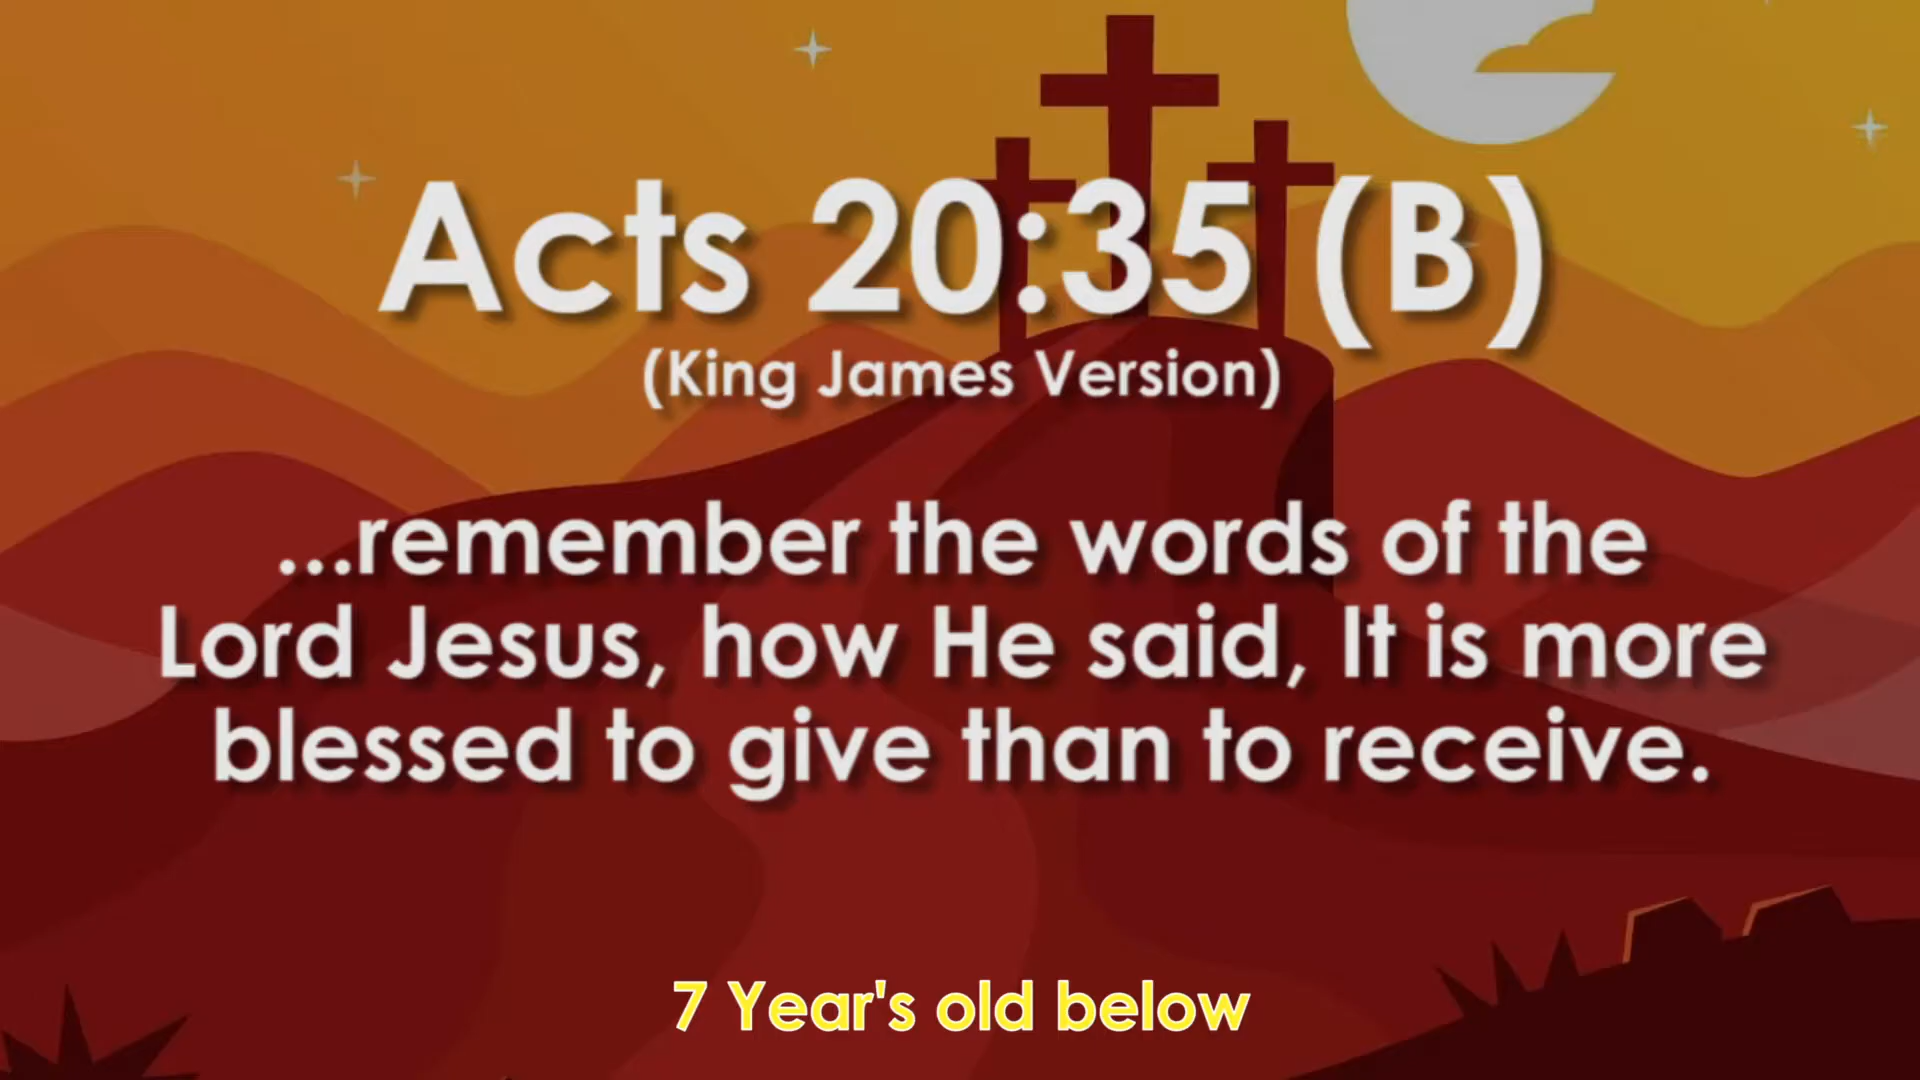 Acts 20:35 (B)
(King James Version)
...remember the words of the
Lord Jesus, how He said, It is more
blessed to give than to receive.
7 Year's old below